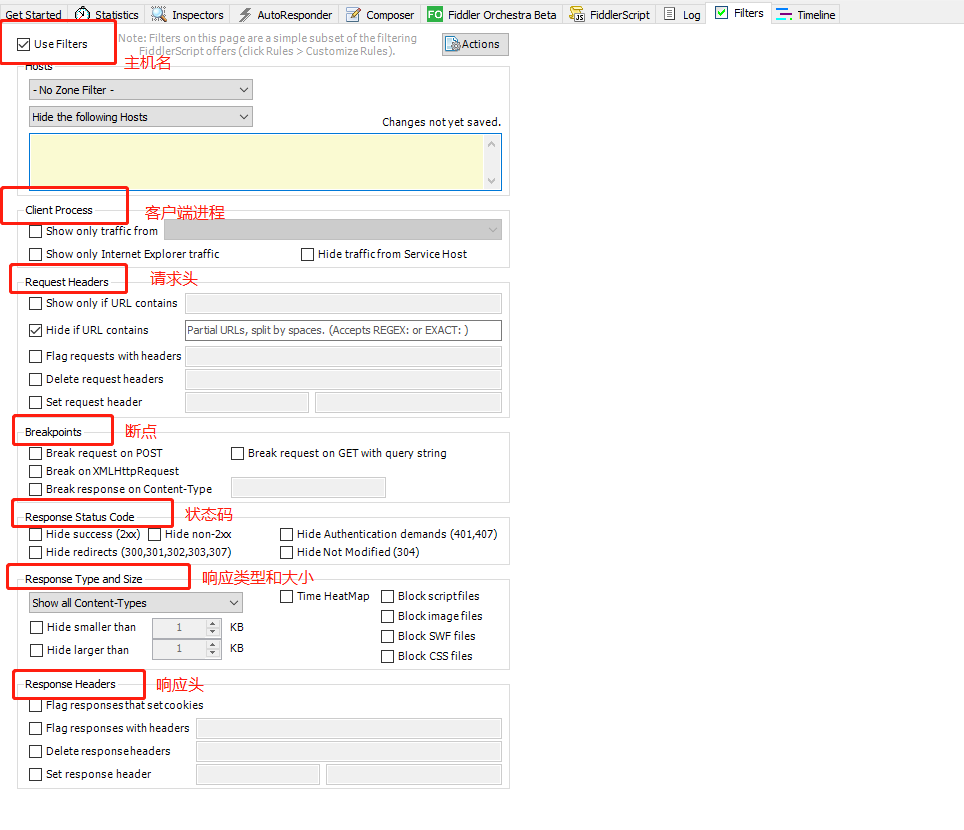 Get Started Statistics Inspectors AutoResponder Composer FO Fiddler Orchestra Beta FiddlerScript Log Filters Timeline
Use Filters
Note: Filters on this page are a simple subset of the filtering
FiddlerScript offers (click Rules > Customize Rules).
Actions
Hosts 主机名
- No Zone Filter -
Hide the following Hosts
Changes not yet saved.
Client Process 客户端进程
Show only traffic from
Show only Internet Explorer traffic Hide traffic from Service Host
Request Headers 请求头
Show only if URL contains
Hide if URL contains Partial URLs, split by spaces. (Accepts REGEX: or EXACT: )
Flag requests with headers
Delete request headers
Set request header
Breakpoints 断点
Break request on POST Break request on GET with query string
Break on XMLHttpRequest
Break response on Content-Type
Response Status Code 状态码
Hide success (2xx) Hide non-2xx Hide Authentication demands (401,407)
Hide redirects (300,301,302,303,307) Hide Not Modified (304)
Response Type and Size 响应类型和大小
Show all Content-Types Time HeatMap Block script files
Block image files
Hide smaller than 1 KB
Block SWF files
Hide larger than 1 KB
Block CSS files
Response Headers 响应头
Flag responses that set cookies
Flag responses with headers
Delete response headers
Set response header